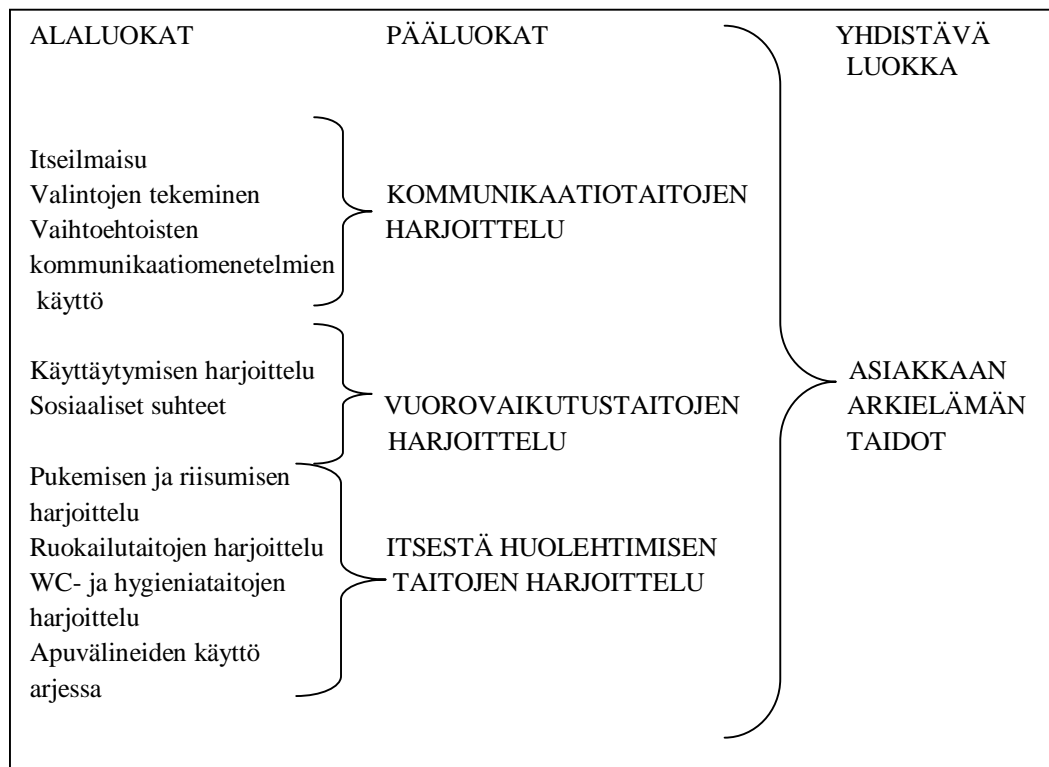 ALALUOKAT
PÄÄLUOKAT
YHDISTÄVÄ
LUOKKA
Itseilmaisu
Valintojen tekeminen
Vaihtoehtoisten
kommunikaatiomenetelmien
käyttö
KOMMUNIKAATIOTAITOJEN
HARJOITTELU
Käyttäytymisen harjoittelu
Sosiaaliset suhteet
VUOROVAIKUTUSTAITOJEN
HARJOITTELU
Pukemisen ja riisumisen
harjoittelu
Ruokailutaitojen harjoittelu
WC- ja hygieniataitojen
harjoittelu
Apuvälineiden käyttö
arjessa
ITSESTÄ HUOLEHTIMISEN
TAITOJEN HARJOITTELU
ASIAKKAAN
ARKIELÄMÄN
TAIDOT